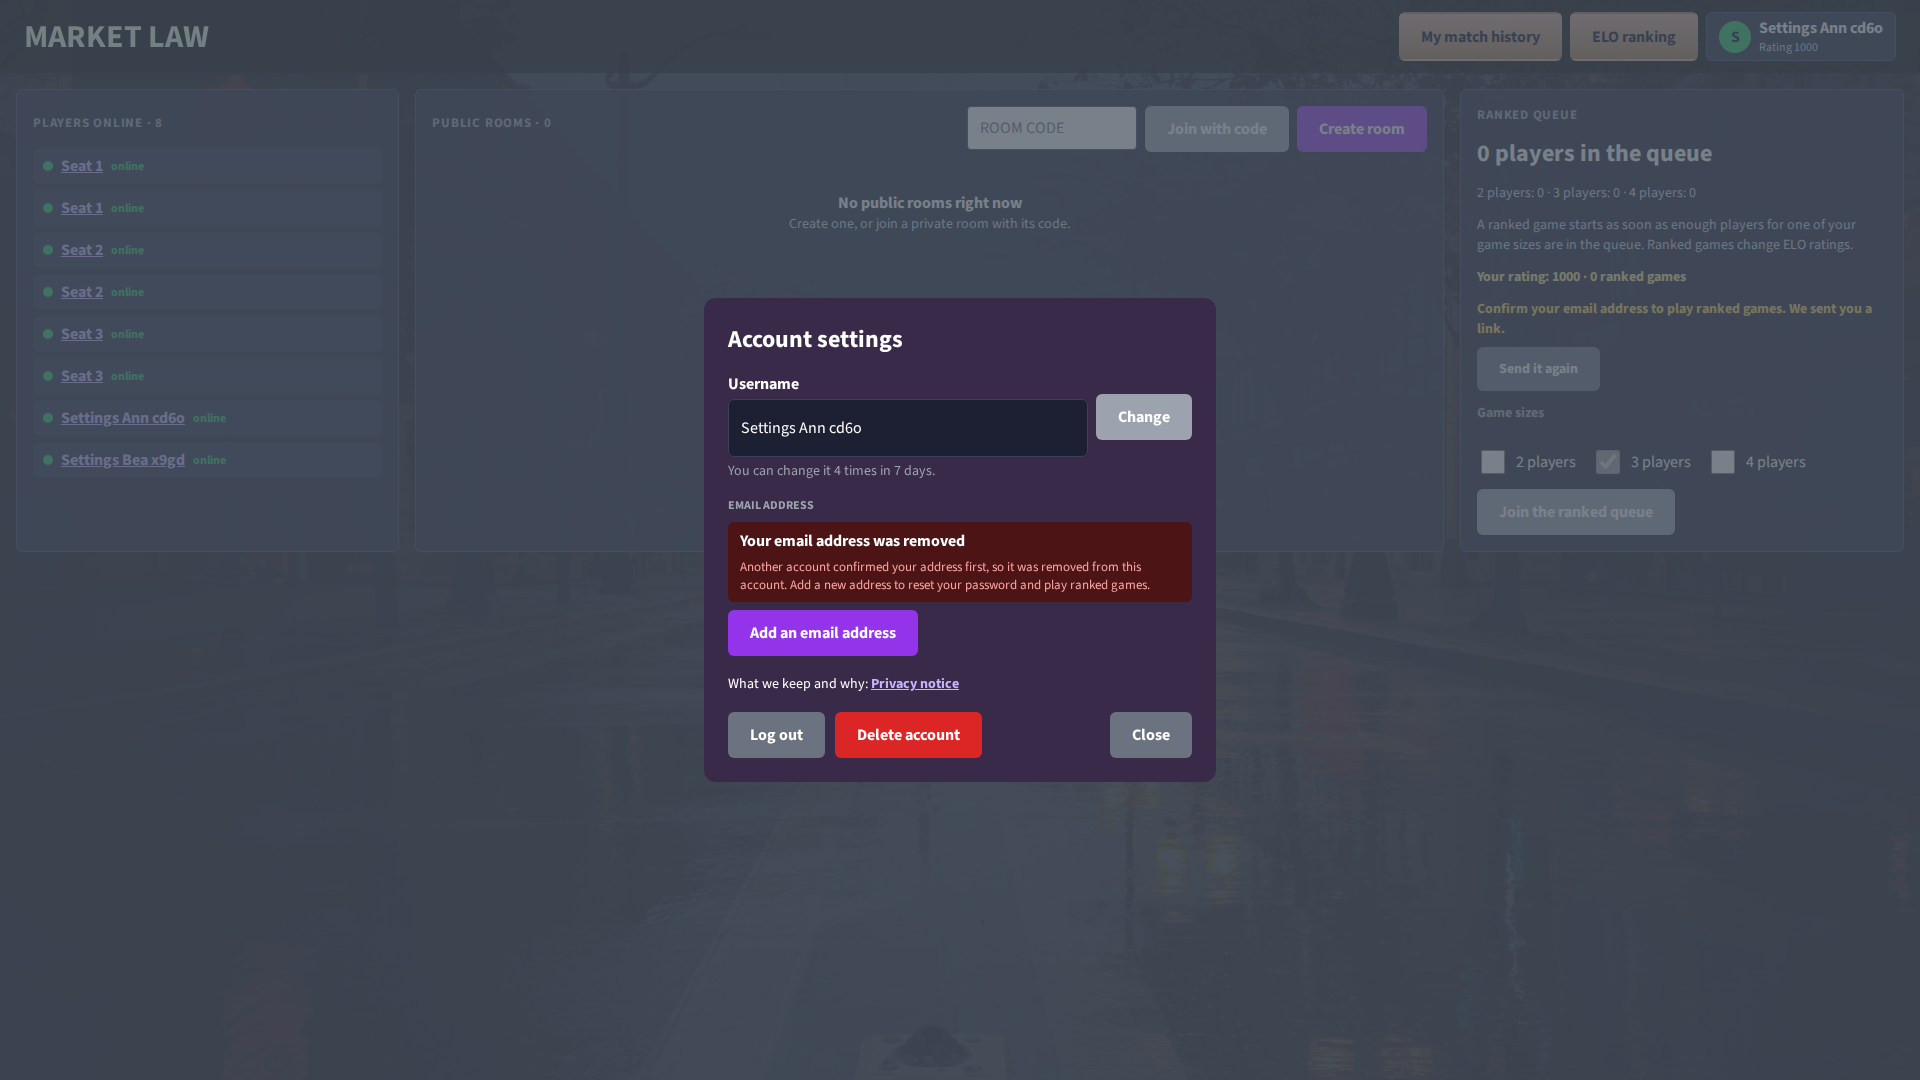 MARKET LAW
My match history
ELO ranking
S
Settings Ann cd6o
Rating 1000
PLAYERS ONLINE · 8
Seat 1 online
Seat 1 online
Seat 2 online
Seat 2 online
Seat 3 online
Seat 3 online
Settings Ann cd6o online
Settings Bea x9gd online
PUBLIC ROOMS · 0
ROOM CODE
Join with code
Create room
No public rooms right now
Create one, or join a private room with its code.
RANKED QUEUE
0 players in the queue
2 players: 0 · 3 players: 0 · 4 players: 0
A ranked game starts as soon as enough players for one of your
game sizes are in the queue. Ranked games change ELO ratings.
Your rating: 1000 · 0 ranked games
Confirm your email address to play ranked games. We sent you a
link.
Send it again
Game sizes
2 players
3 players
4 players
Join the ranked queue
Account settings
Username
Settings Ann cd6o
Change
You can change it 4 times in 7 days.
EMAIL ADDRESS
Your email address was removed
Another account confirmed your address first, so it was removed from this
account. Add a new address to reset your password and play ranked games.
Add an email address
What we keep and why: Privacy notice
Log out
Delete account
Close